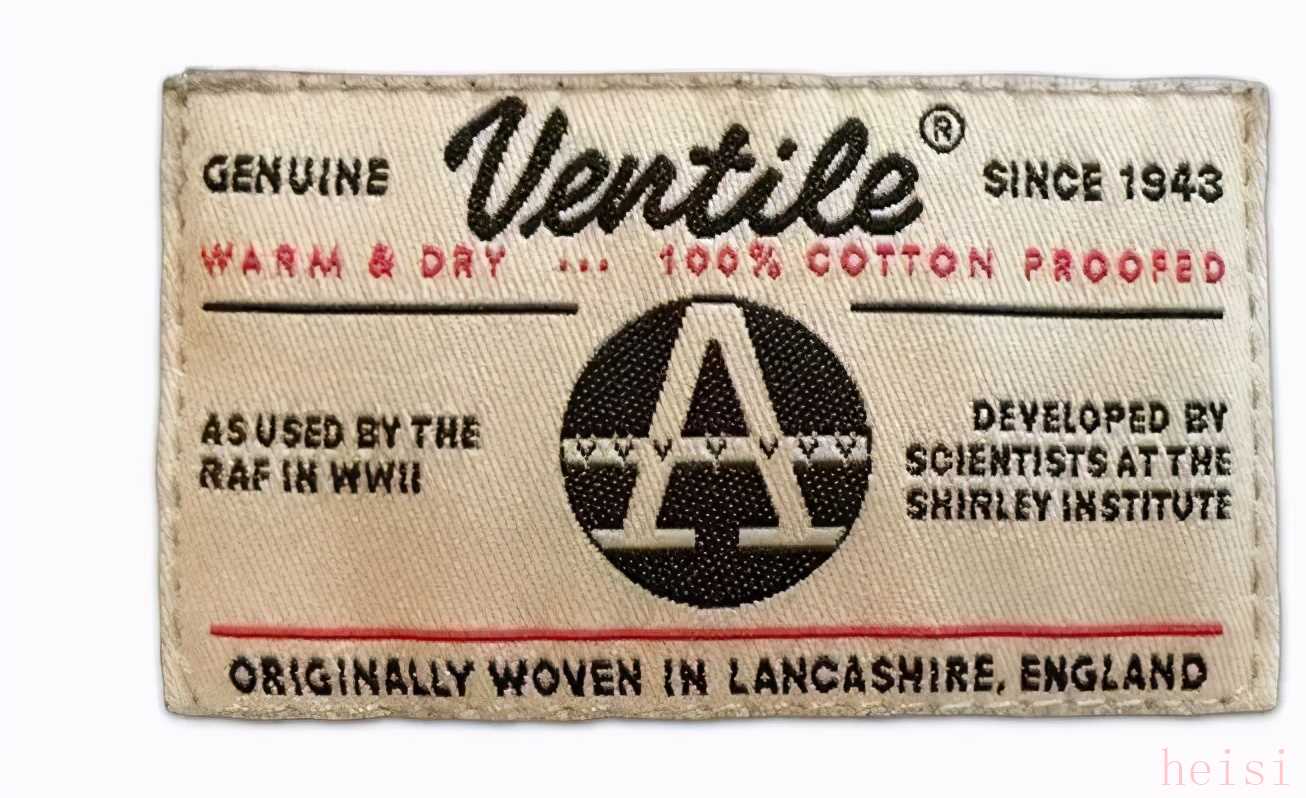 GENUINE Ventile® SINCE 1943
WARM & DRY ... 100% COTTON PROOFED
AS USED BY THE
RAF IN WWII
A
DEVELOPED BY
SCIENTISTS AT THE
SHIRLEY INSTITUTE
ORIGINALLY WOVEN IN LANCASHIRE, ENGLAND
heisi